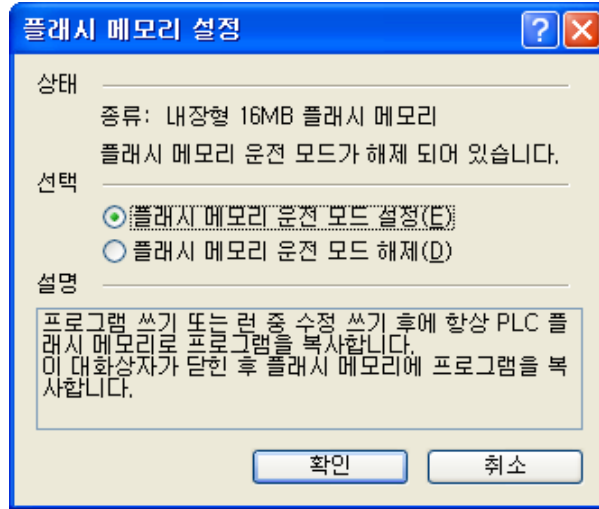 플래시 메모리 설정
상태
종류: 내장형 16MB 플래시 메모리
플래시 메모리 운전 모드가 해제 되어 있습니다.
선택
플래시 메모리 운전 모드 설정(E)
플래시 메모리 운전 모드 해제(D)
설명
프로그램 쓰기 또는 런 중 수정 쓰기 후에 항상 PLC 플
래시 메모리로 프로그램을 복사합니다.
이 대화상자가 닫힌 후 플래시 메모리에 프로그램을 복
사합니다.
확인 취소